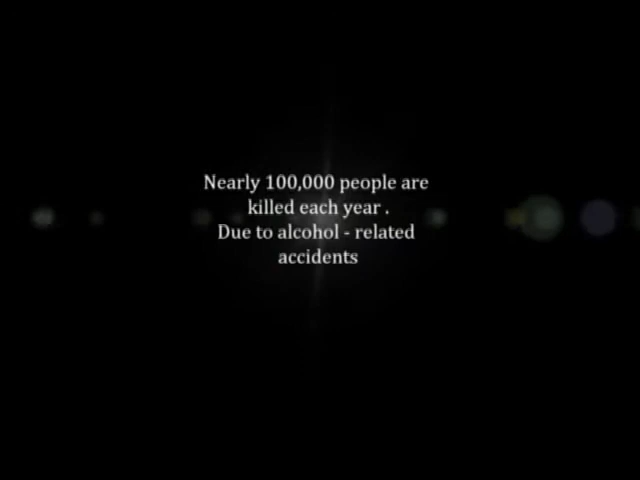 Nearly 100,000 people are
killed each year .
Due to alcohol - related
accidents